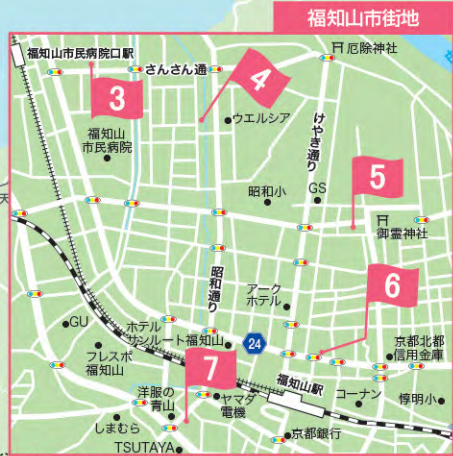 福知山市街地
福知山市民病院口駅
さんさん通
厄除神社
3
4
ウエルシア
けやき通り
福知山
市民病院
昭和小
GS
5
御霊神社
天
昭和通り
アーク
ホテル
6
GU
ホテル
サンルート福知山
24
フレスポ
福知山
京都北都
信用金庫
7
福知山駅
洋服の
青山
ヤマダ
電機
コーナン
惇明小
しまむら
京都銀行
TSUTAYA